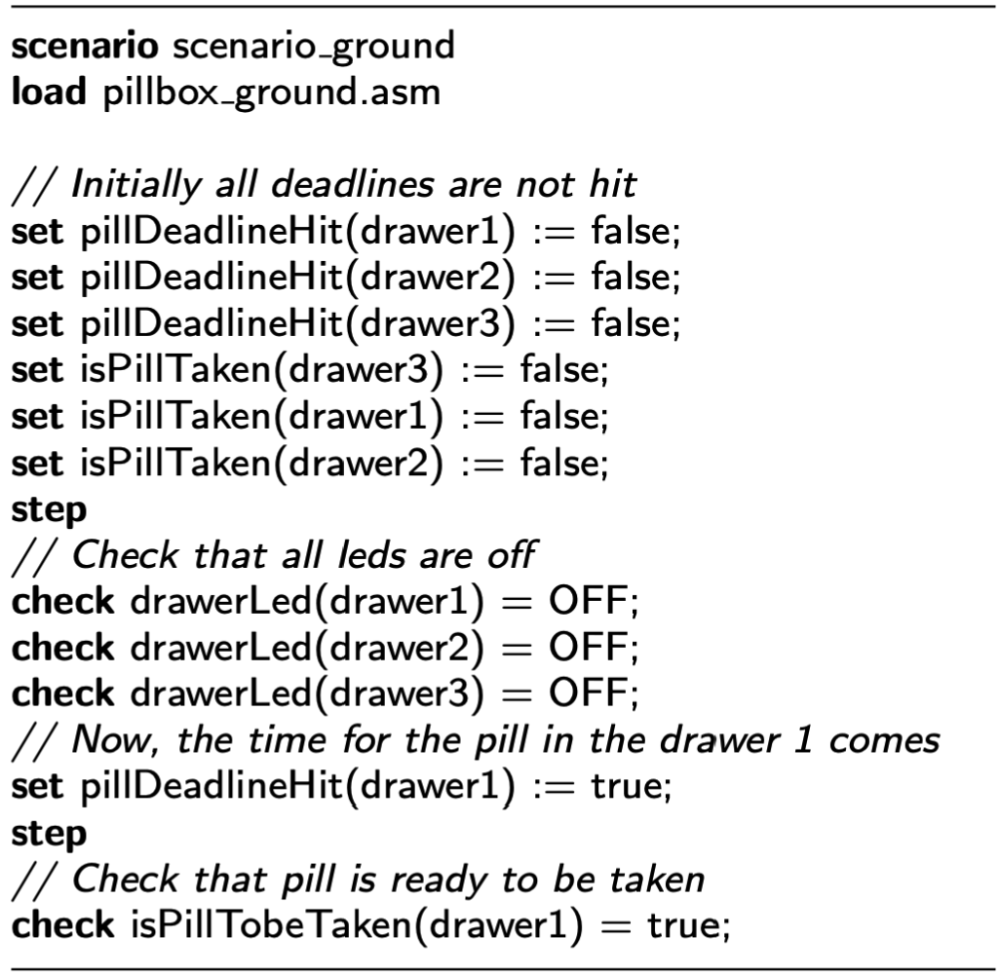 scenario scenario_ground
load pillbox_ground.asm
// Initially all deadlines are not hit
set pillDeadlineHit(drawer1) := false;
set pillDeadlineHit(drawer2) := false;
set pillDeadlineHit(drawer3) := false;
set isPillTaken(drawer3) := false;
set isPillTaken(drawer1) := false;
set isPillTaken(drawer2) := false;
step
// Check that all leds are off
check drawerLed(drawer1) = OFF;
check drawerLed(drawer2) = OFF;
check drawerLed(drawer3) = OFF;
// Now, the time for the pill in the drawer 1 comes
set pillDeadlineHit(drawer1) := true;
step
// Check that pill is ready to be taken
check isPillTobeTaken(drawer1) = true;